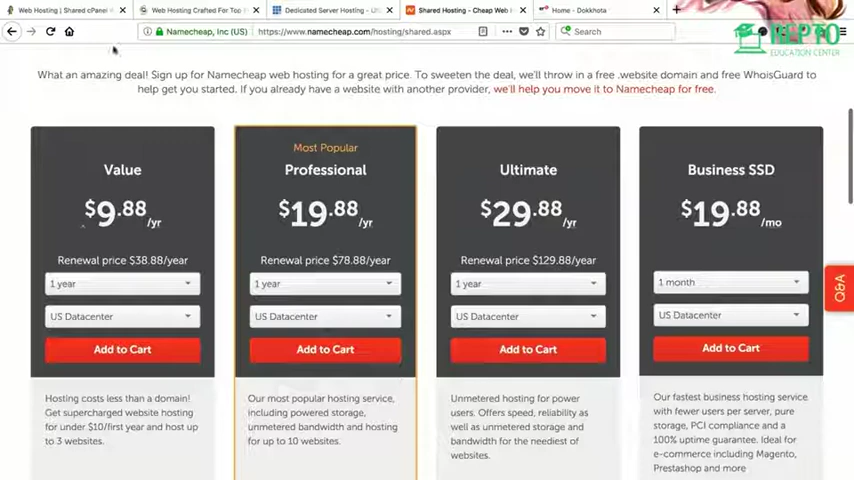 Web Hosting | Shared cPanel
Web Hosting Crafted For Top
Dedicated Server Hosting -
Shared Hosting - Cheap Web H
Home - Dokkhota
Namecheap, Inc (US)
https://www.namecheap.com/hosting/shared.aspx
Search
REPTO
EDUCATION CENTER
What an amazing deal! Sign up for Namecheap web hosting for a great price. To sweeten the deal, we'll throw in a free .website domain and free WhoisGuard to
help get you started. If you already have a website with another provider, we'll help you move it to Namecheap for free.
Value
$9.88/yr
Renewal price $38.88/year
1 year
US Datacenter
Add to Cart
Hosting costs less than a domain!
Get supercharged website hosting
for under $10/first year and host up
to 3 websites.
Most Popular
Professional
$19.88/yr
Renewal price $78.88/year
1 year
US Datacenter
Add to Cart
Our most popular hosting service,
including powered storage,
unmetered bandwidth and hosting
for up to 10 websites.
Ultimate
$29.88/yr
Renewal price $129.88/year
1 year
US Datacenter
Add to Cart
Unmetered hosting for power
users. Offers speed, reliability as
well as unmetered storage and
bandwidth for the neediest of
websites.
Business SSD
$19.88/mo
1 month
US Datacenter
Add to Cart
Our fastest business hosting service
with fewer users per server, pure
storage, PCI compliance and a
100% uptime guarantee. Ideal for
e-commerce including Magento,
Prestashop and more
Q&A